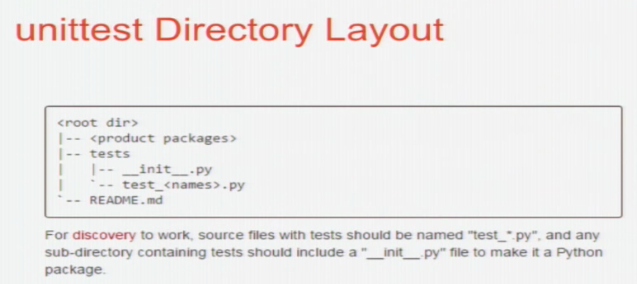 unittest Directory Layout
<root dir>
|-- <product packages>
|-- tests
|   |-- __init__.py
|   `-- test_<names>.py
`-- README.md
For discovery to work, source files with tests should be named "test_*.py", and any
sub-directory containing tests should include a "__init__.py" file to make it a Python
package.